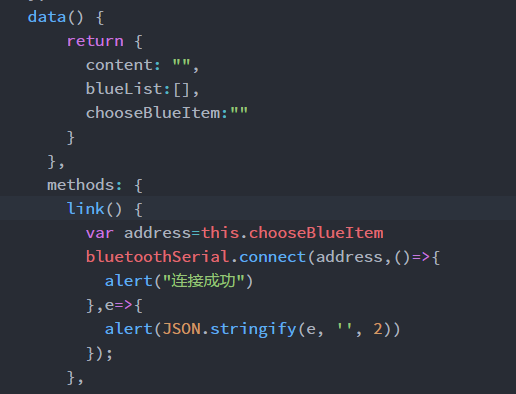 data() {
return {
content: "",
blueList:[],
chooseBlueItem:""
}
},
methods: {
link() {
var address=this.chooseBlueItem
bluetoothSerial.connect(address,()=>{
alert("连接成功")
},e=>{
alert(JSON.stringify(e, '', 2))
});
},